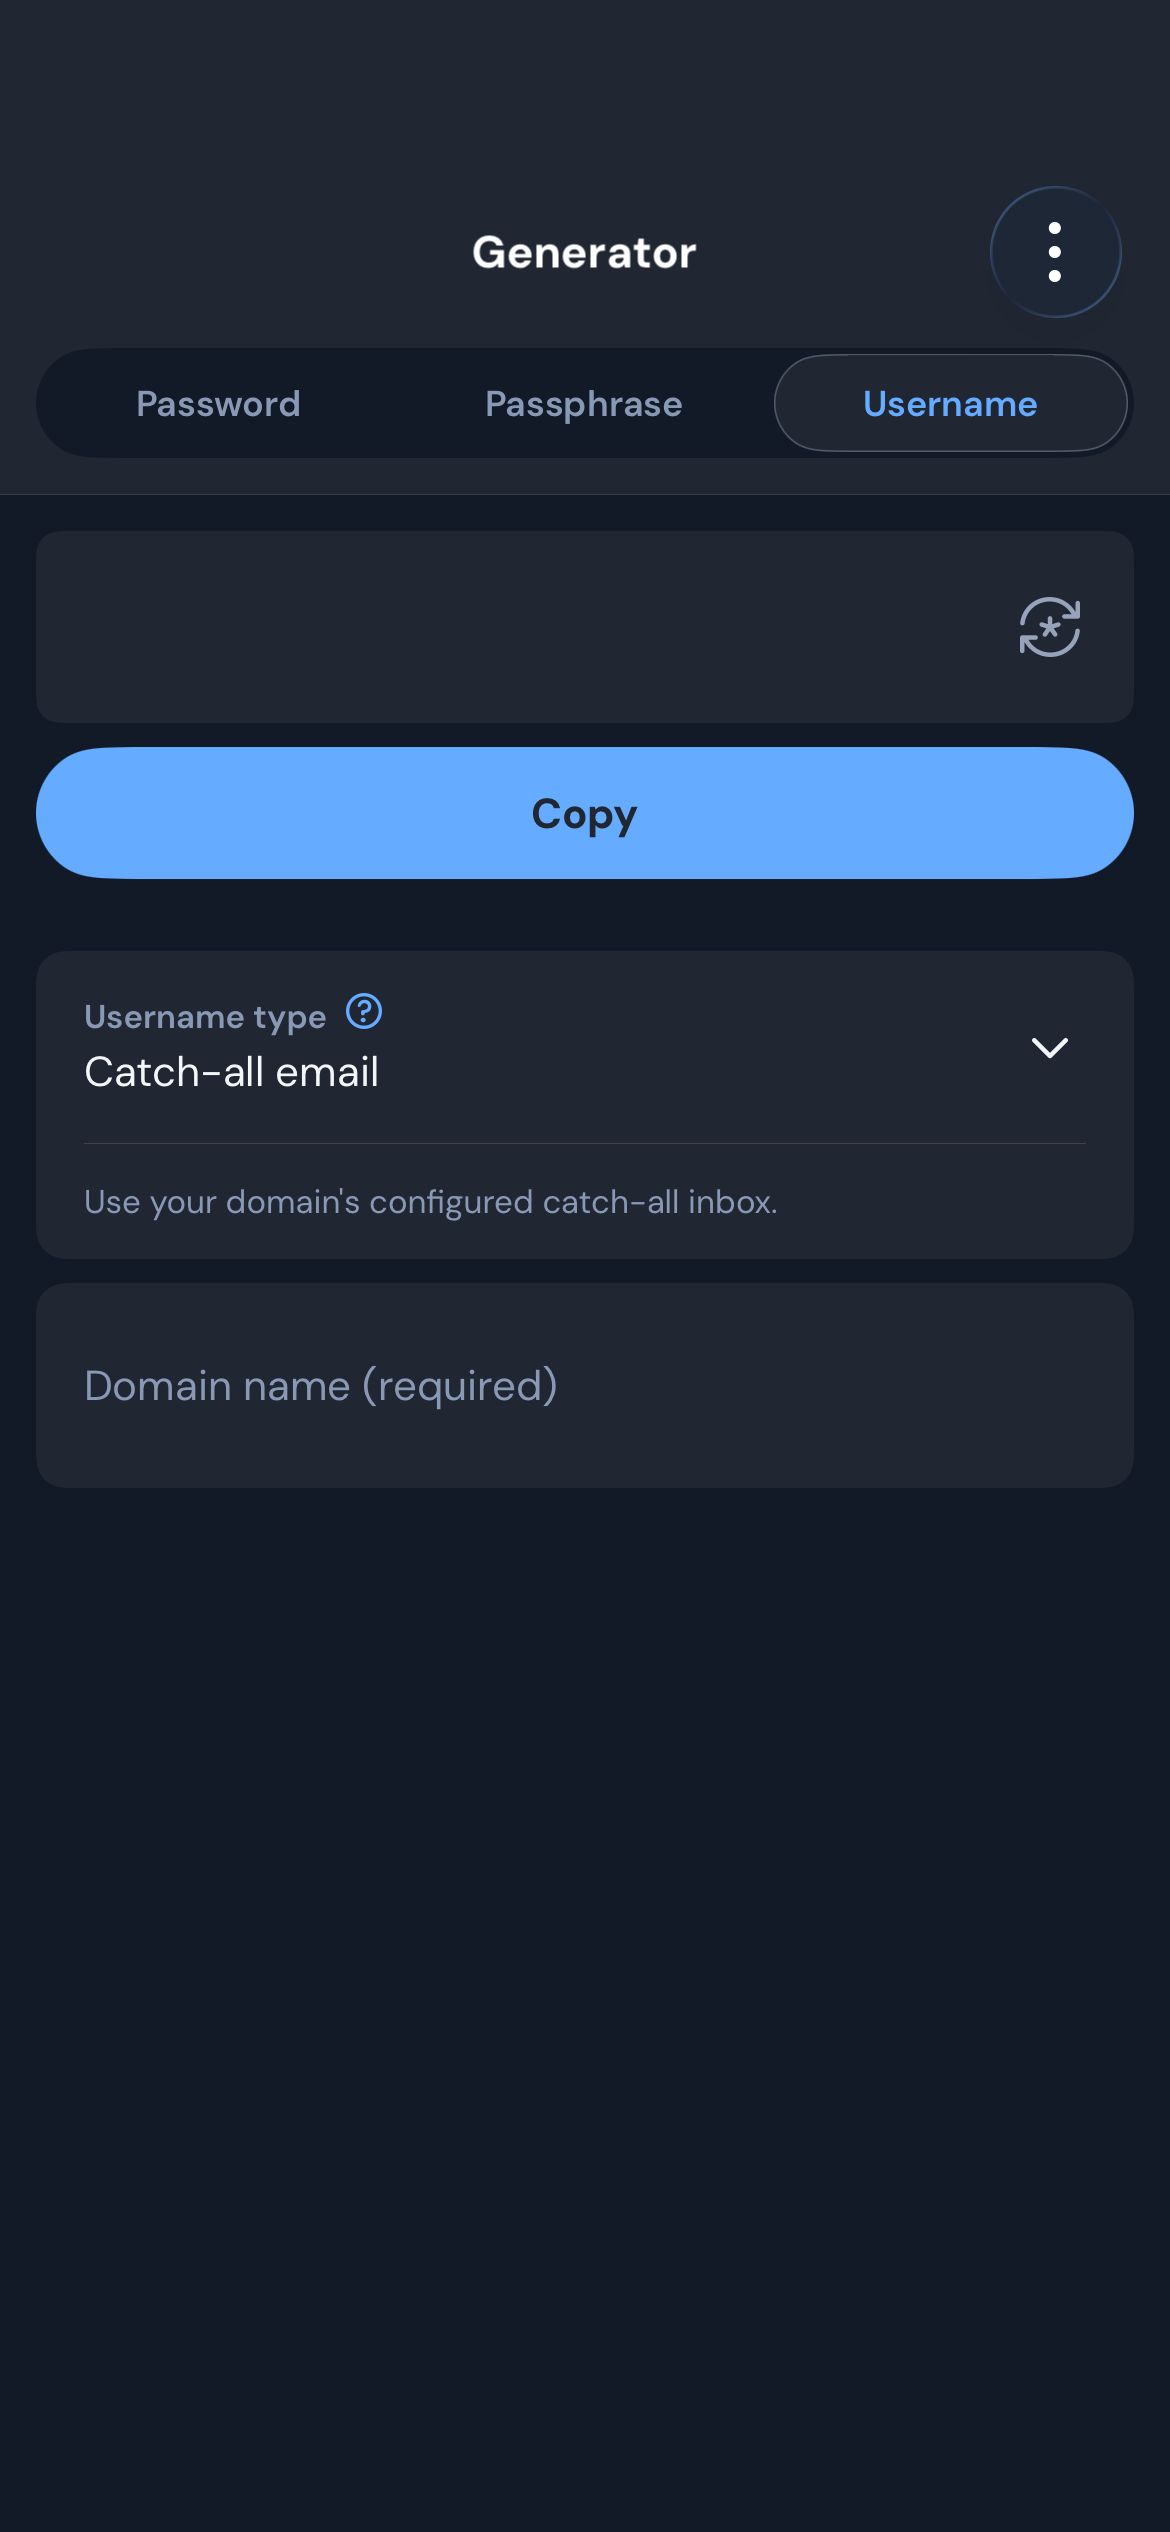 Generator
Password Passphrase Username
Copy
Username type
Catch-all email
Use your domain's configured catch-all inbox.
Domain name (required)